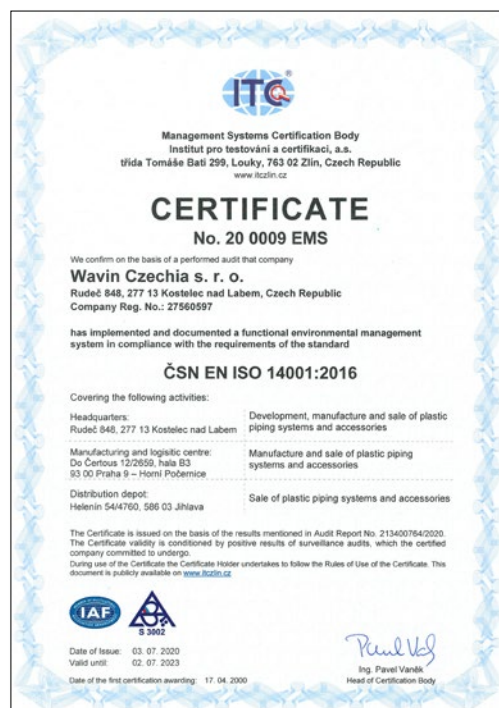 ITC
®
Management Systems Certification Body
Institut pro testování a certifikaci, a.s.
třída Tomáše Bati 299, Louky, 763 02 Zlín, Czech Republic
www.itczlin.cz
CERTIFICATE
No. 20 0009 EMS
We confirm on the basis of a performed audit that company
Wavin Czechia s. r. o.
Rudeč 848, 277 13 Kostelec nad Labem, Czech Republic
Company Reg. No.: 27560597
has implemented and documented a functional environmental management
system in compliance with the requirements of the standard
ČSN EN ISO 14001:2016
Covering the following activities:
Headquarters:
Rudeč 848, 277 13 Kostelec nad Labem
Development, manufacture and sale of plastic
piping systems and accessories
Manufacturing and logisitic centre:
Do Čertous 12/2659, hala B3
93 00 Praha 9 – Horní Počernice
Manufacture and sale of plastic piping
systems and accessories
Distribution depot:
Helenín 54/4760, 586 03 Jihlava
Sale of plastic piping systems and accessories
The Certificate is issued on the basis of the results mentioned in Audit Report No. 213400764/2020.
The Certificate validity is conditioned by positive results of surveillance audits, which the certified
company committed to undergo.
During use of the Certificate the Certificate Holder undertakes to follow the Rules of Use of the Certificate. This
document is publicly available on www.itczlin.cz
IAF
S 3002
Date of Issue: 03. 07. 2020
Valid until: 02. 07. 2023
Ing. Pavel Vaněk
Head of Certification Body
Date of the first certification awarding: 17. 04. 2000